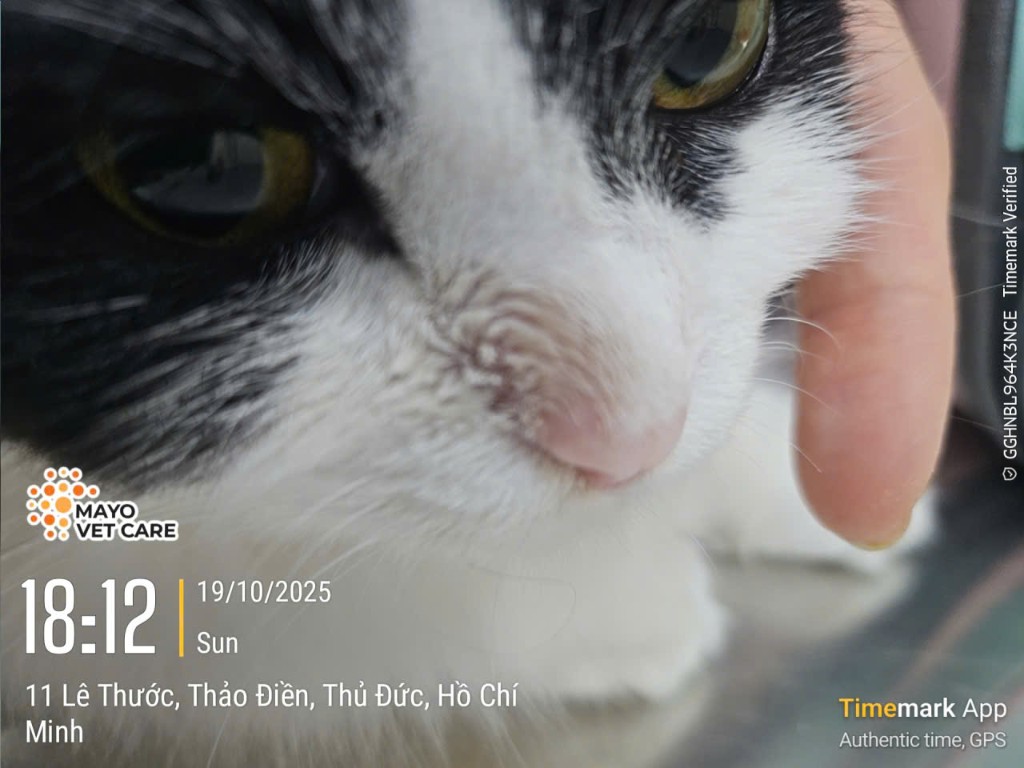 MAYO
VET CARE
18:12
19/10/2025
Sun
11 Lê Thước, Thảo Điền, Thủ Đức, Hồ Chí
Minh
Timemark App
Authentic time, GPS
GGHNBL964K3NCE Timemark Verified